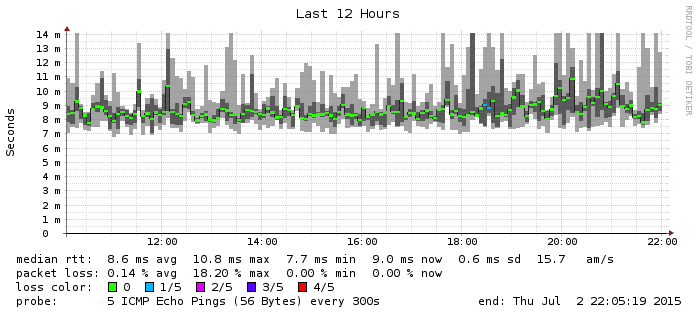 Last 12 Hours
RRDTOOL / TOBI OETIKER
Seconds
14 m
13 m
12 m
11 m
10 m
9 m
8 m
7 m
6 m
5 m
4 m
3 m
2 m
1 m
0
12:00 14:00 16:00 18:00 20:00 22:00
median rtt: 8.6 ms avg 10.8 ms max 7.7 ms min 9.0 ms now 0.6 ms sd 15.7 am/s
packet loss: 0.14 % avg 18.20 % max 0.00 % min 0.00 % now
loss color: 0 1/5 2/5 3/5 4/5
probe: 5 ICMP Echo Pings (56 Bytes) every 300s end: Thu Jul 2 22:05:19 2015